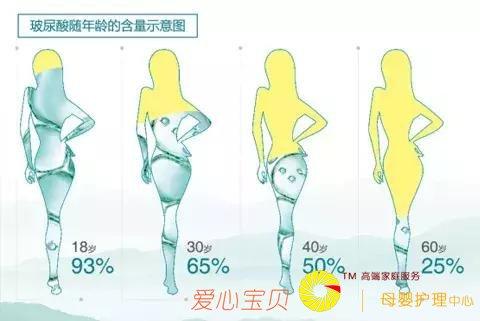 玻尿酸随年龄的含量示意图
18岁
93%
30岁
65%
40岁
50%
60岁
25%
TM 高端家庭服务
爱心宝贝
母婴护理中心